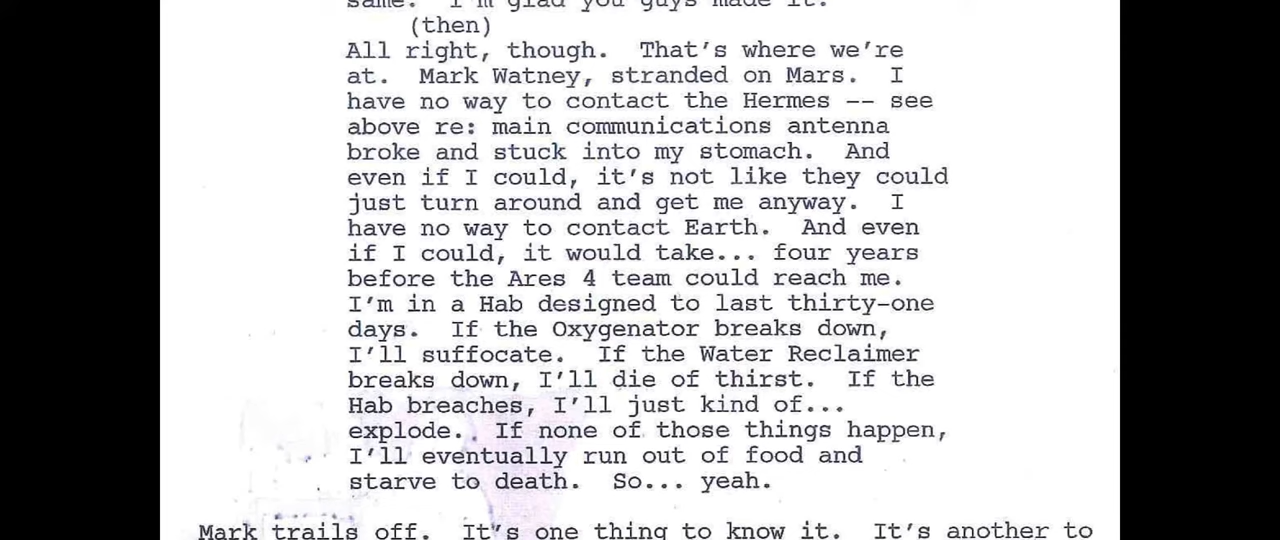 same.  I'm glad you guys made it.
(then)
All right, though.  That's where we're
at.  Mark Watney, stranded on Mars.  I
have no way to contact the Hermes -- see
above re: main communications antenna
broke and stuck into my stomach.  And
even if I could, it's not like they could
just turn around and get me anyway.  I
have no way to contact Earth.  And even
if I could, it would take... four years
before the Ares 4 team could reach me.
I'm in a Hab designed to last thirty-one
days.  If the Oxygenator breaks down,
I'll suffocate.  If the Water Reclaimer
breaks down, I'll die of thirst.  If the
Hab breaches, I'll just kind of...
explode.  If none of those things happen,
I'll eventually run out of food and
starve to death.  So... yeah.
Mark trails off.  It's one thing to know it.  It's another to